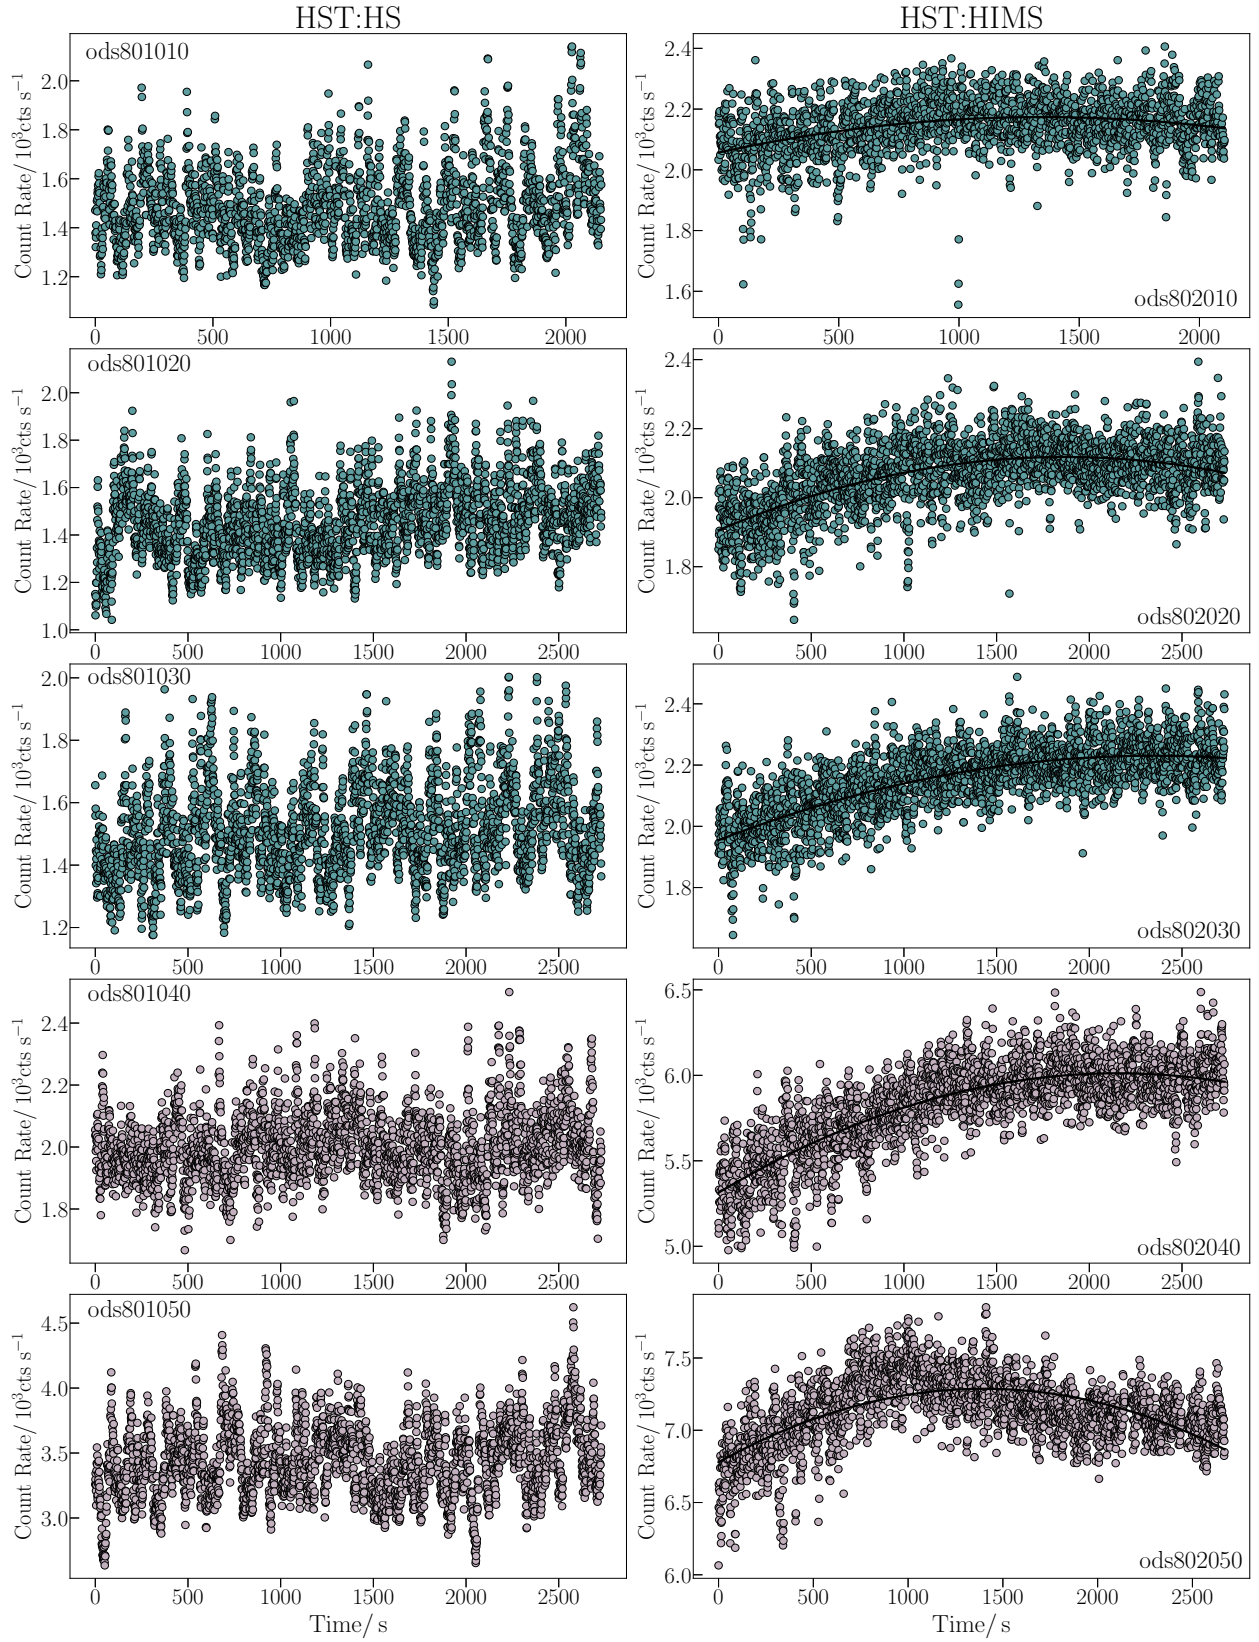 HST:HS
HST:HIMS
ods801010
Count Rate/10³cts s⁻¹
2.0
1.8
1.6
1.4
1.2
0 500 1000 1500 2000
ods802010
Count Rate/10³cts s⁻¹
2.4
2.2
2.0
1.8
1.6
0 500 1000 1500 2000
ods801020
Count Rate/10³cts s⁻¹
2.0
1.8
1.6
1.4
1.2
1.0
0 500 1000 1500 2000 2500
ods802020
Count Rate/10³cts s⁻¹
2.4
2.2
2.0
1.8
0 500 1000 1500 2000 2500
ods801030
Count Rate/10³cts s⁻¹
2.0
1.8
1.6
1.4
1.2
0 500 1000 1500 2000 2500
ods802030
Count Rate/10³cts s⁻¹
2.4
2.2
2.0
1.8
0 500 1000 1500 2000 2500
ods801040
Count Rate/10³cts s⁻¹
2.4
2.2
2.0
1.8
0 500 1000 1500 2000 2500
ods802040
Count Rate/10³cts s⁻¹
6.5
6.0
5.5
5.0
0 500 1000 1500 2000 2500
ods801050
Count Rate/10³cts s⁻¹
4.5
4.0
3.5
3.0
0 500 1000 1500 2000 2500
Time/s
ods802050
Count Rate/10³cts s⁻¹
7.5
7.0
6.5
6.0
0 500 1000 1500 2000 2500
Time/s